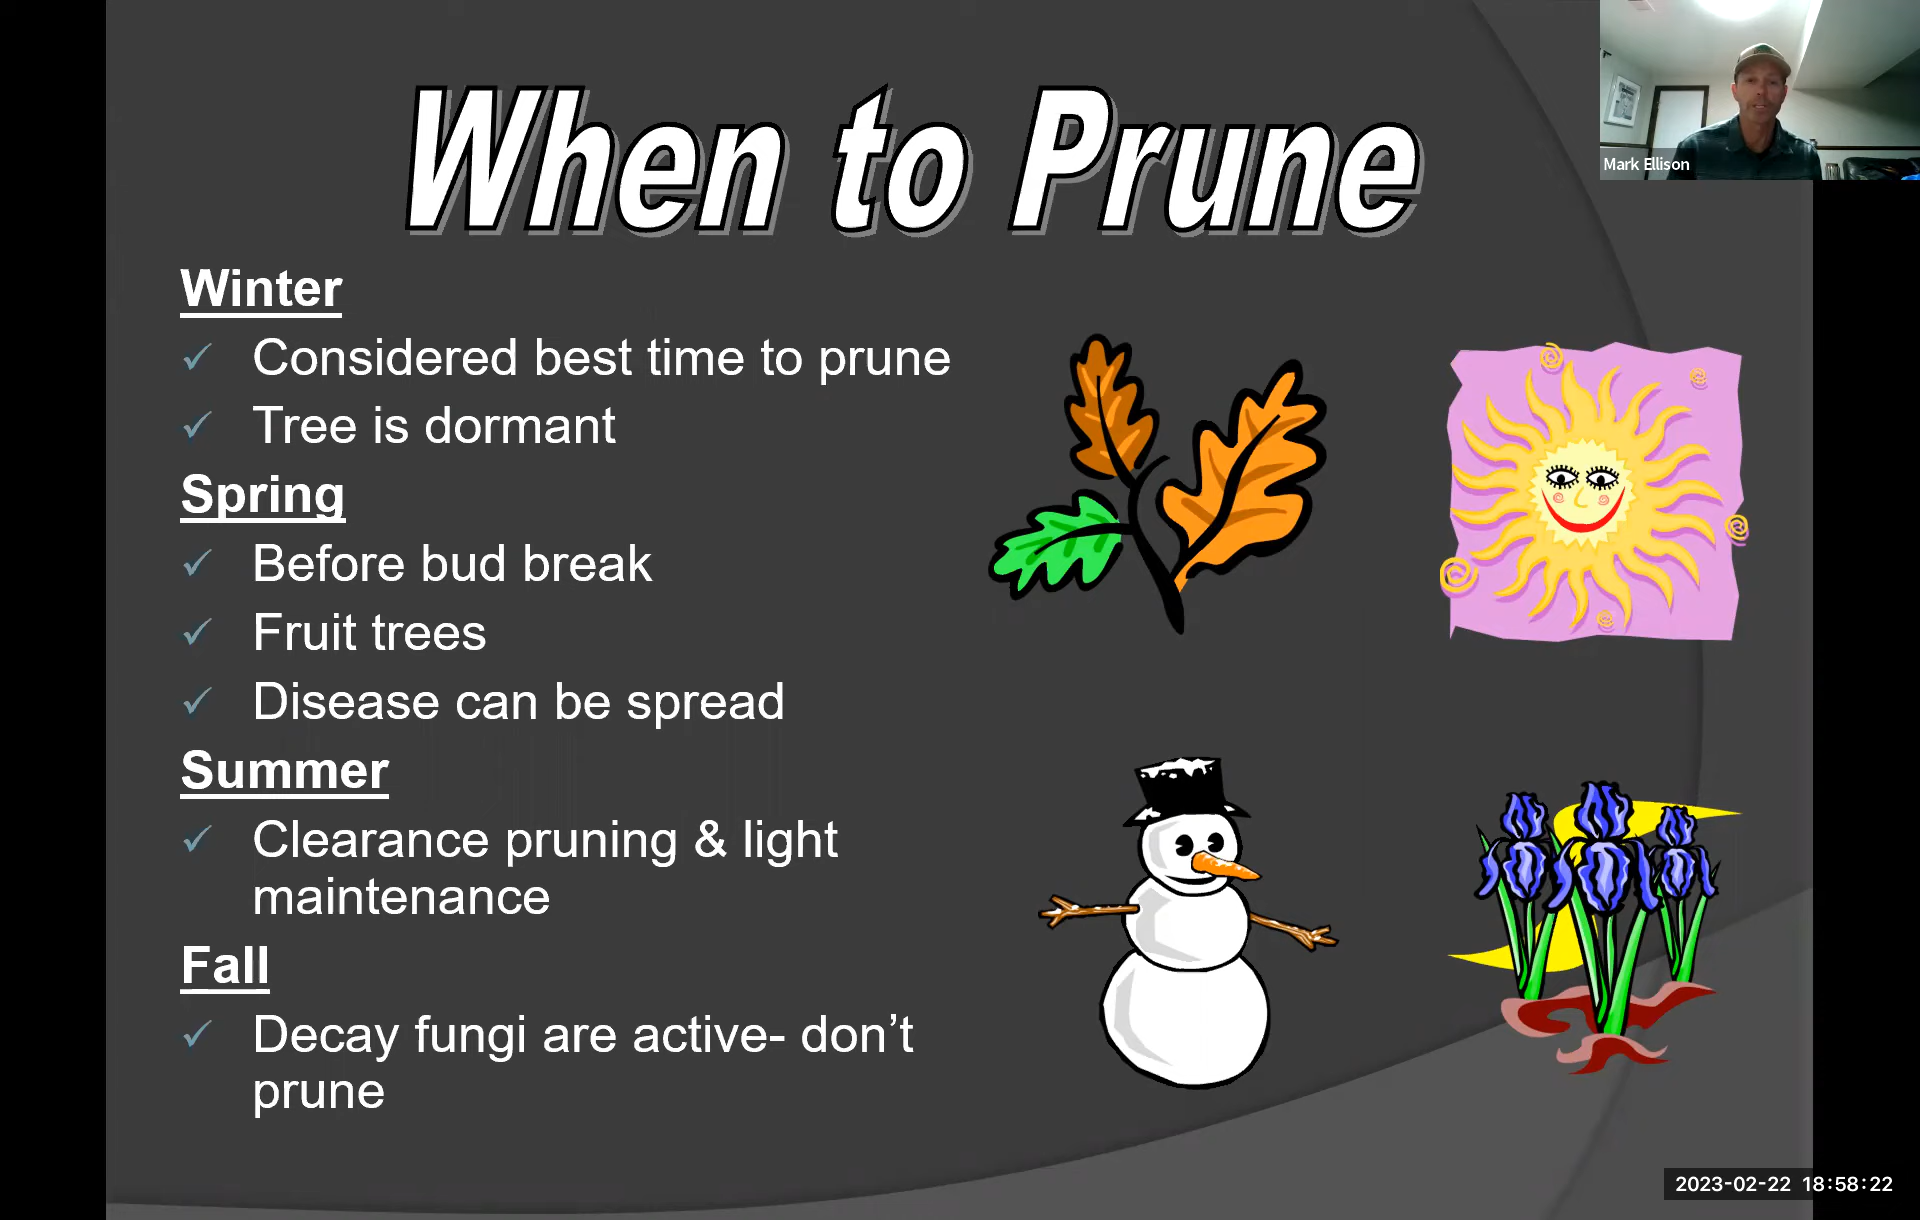 When to Prune
Mark Ellison
Winter
✓ Considered best time to prune
✓ Tree is dormant
Spring
✓ Before bud break
✓ Fruit trees
✓ Disease can be spread
Summer
✓ Clearance pruning & light
maintenance
Fall
✓ Decay fungi are active- don’t
prune
2023-02-22 18:58:22